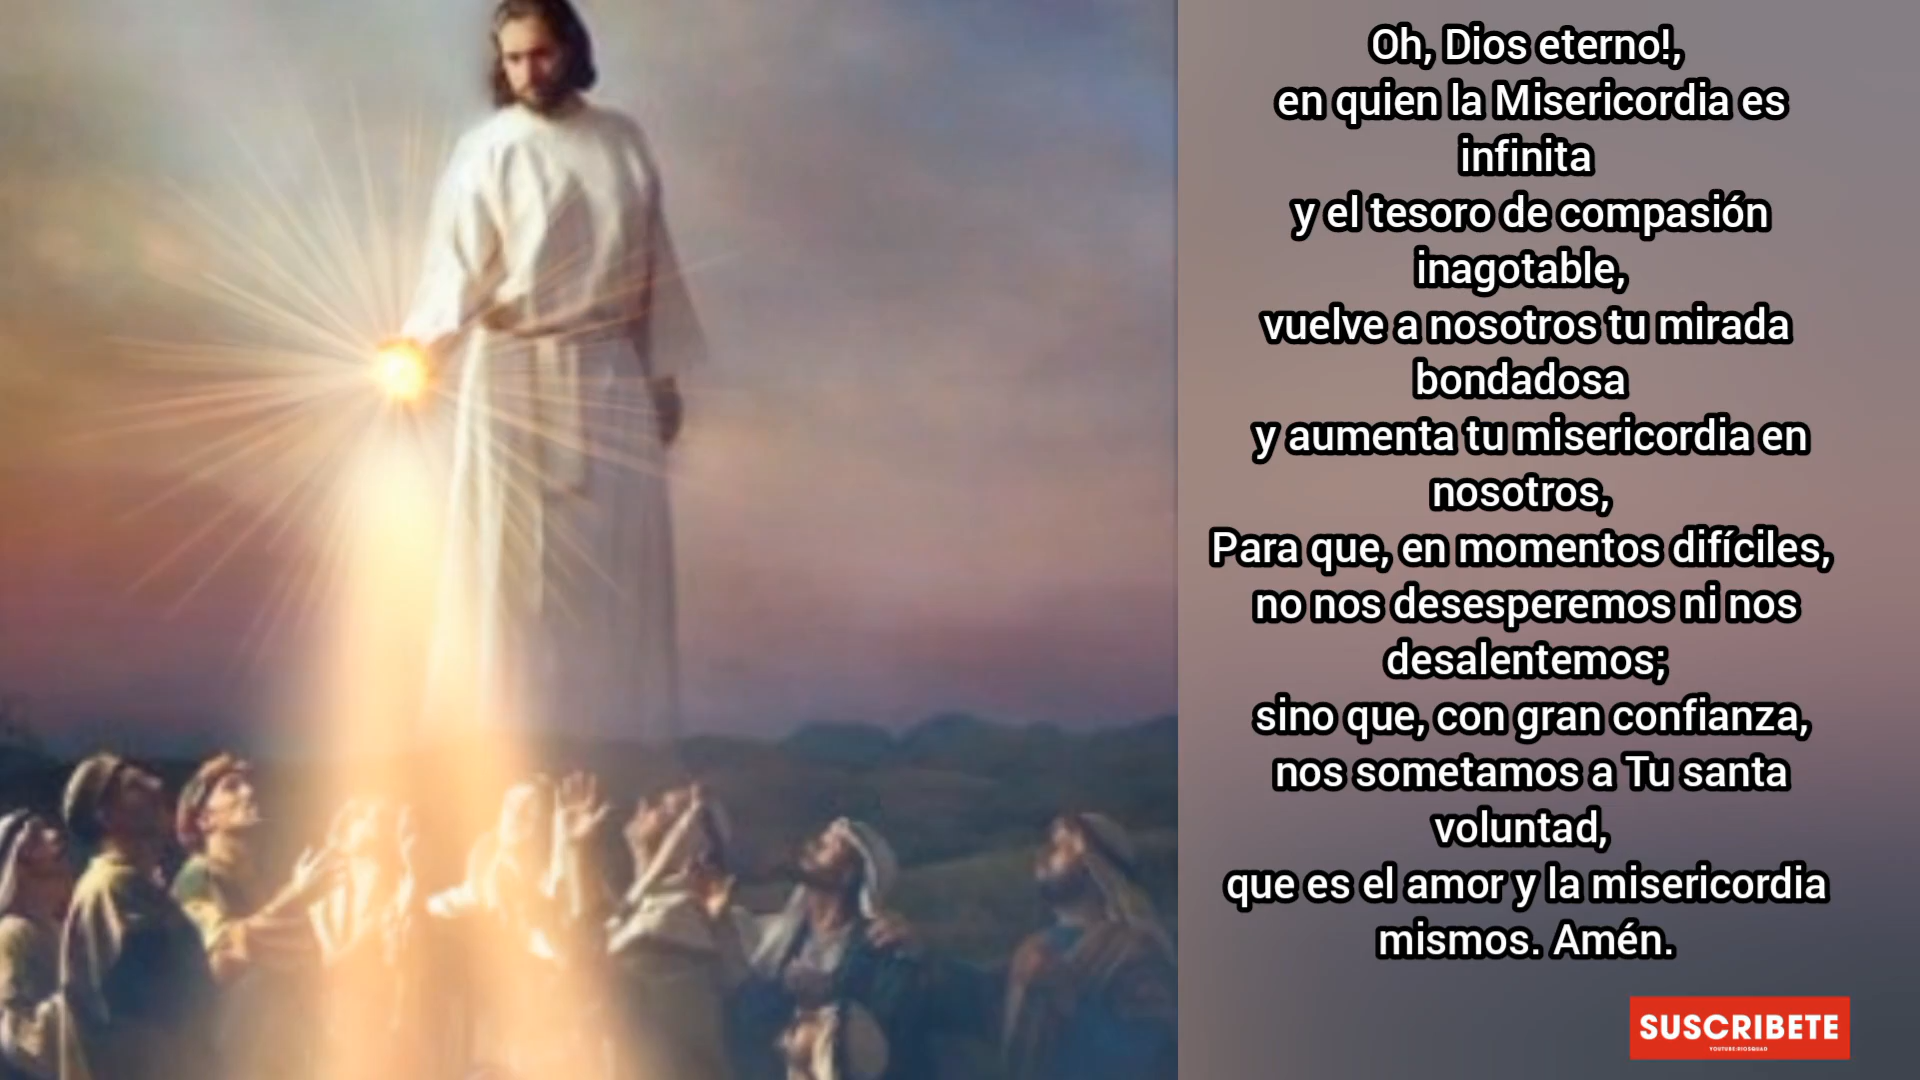 Oh, Dios eterno!,
en quien la Misericordia es
infinita
y el tesoro de compasión
inagotable,
vuelve a nosotros tu mirada
bondadosa
y aumenta tu misericordia en
nosotros,
Para que, en momentos difíciles,
no nos desesperemos ni nos
desalentemos;
sino que, con gran confianza,
nos sometamos a Tu santa
voluntad,
que es el amor y la misericordia
mismos. Amén.
SUSCRIBETE